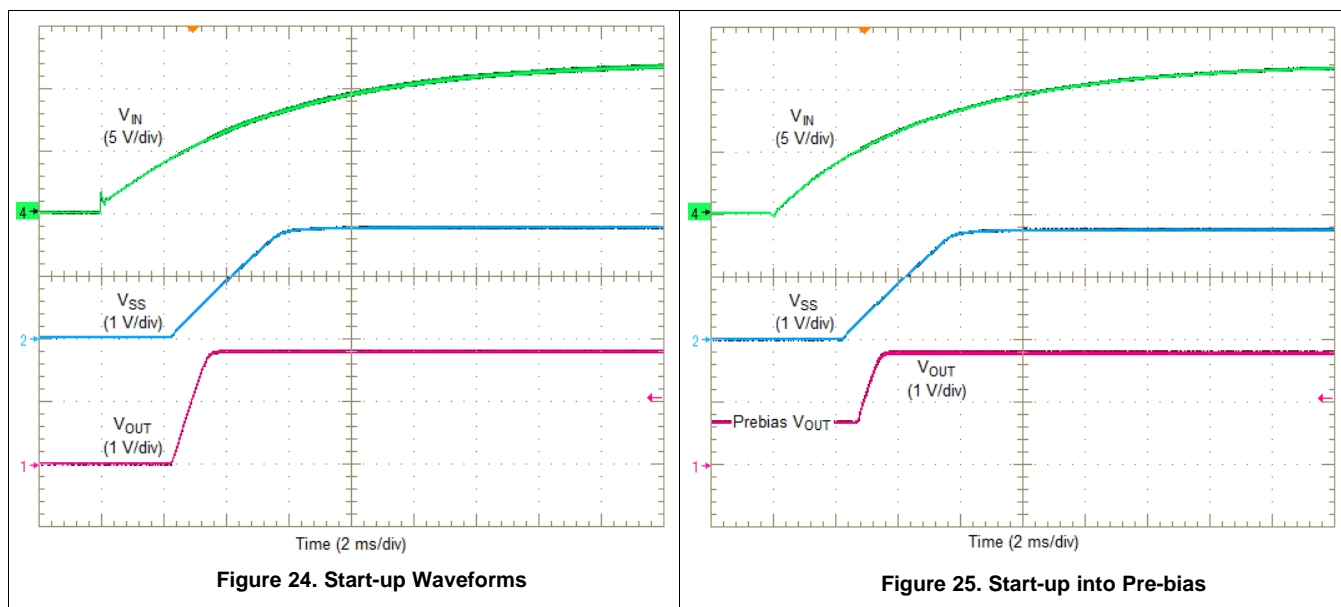 V_IN
(5 V/div)
4
V_SS
(1 V/div)
2
V_OUT
(1 V/div)
1
Time (2 ms/div)
Figure 24. Start-up Waveforms
V_IN
(5 V/div)
4
V_SS
(1 V/div)
2
V_OUT
(1 V/div)
Prebias V_OUT
1
Time (2 ms/div)
Figure 25. Start-up into Pre-bias